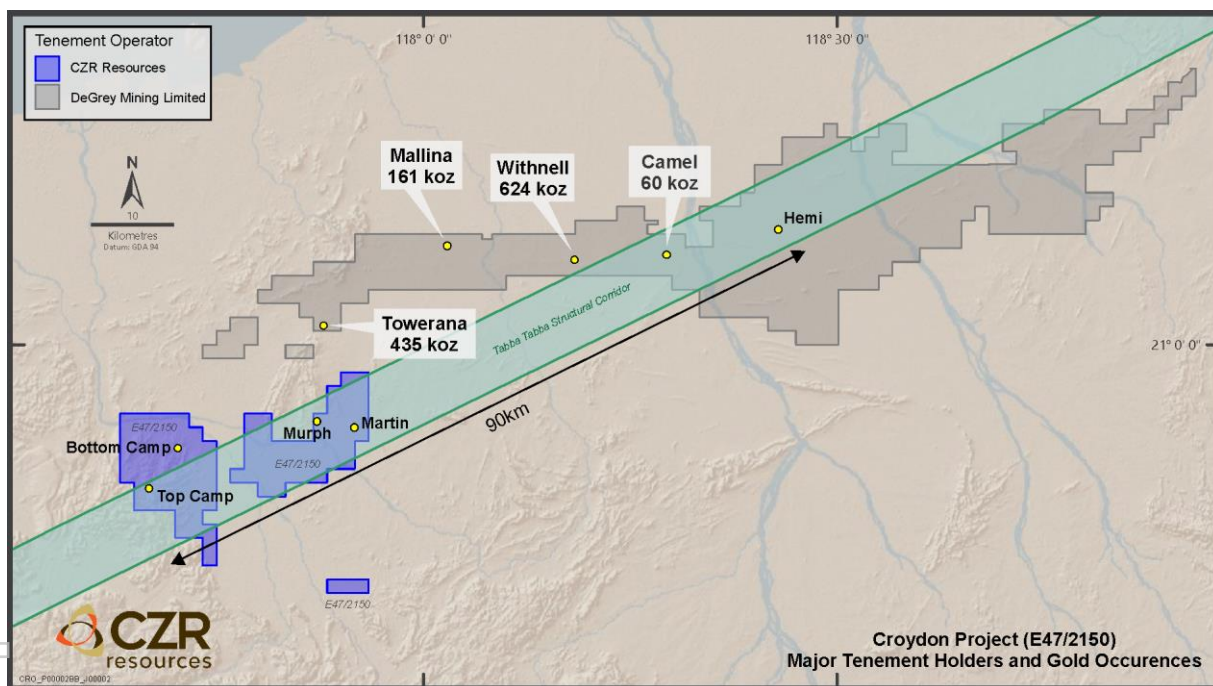 Tenement Operator
CZR Resources
DeGrey Mining Limited
118° 0' 0"
118° 30' 0"
N
10
Kilometres
Datum: GDA 94
Mallina
161 koz
Withnell
624 koz
Camel
60 koz
Hemi
Towerana
435 koz
Tabba Tabba Structural Corridor
21° 0' 0"
90km
E47/2150
Bottom Camp
Top Camp
Murph
Martin
E47/2150
E47/2150
CZR
resources
Croydon Project (E47/2150)
Major Tenement Holders and Gold Occurences